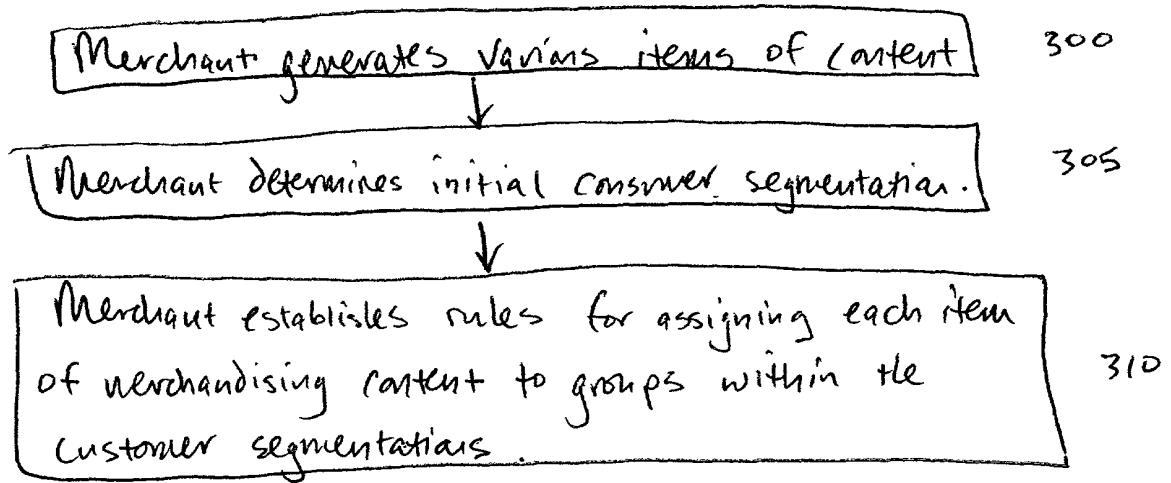 Merchant generates various items of content
300
Merchant determines initial consumer segmentation.
305
Merchant establishes rules for assigning each item
of merchandising content to groups within the
310
customer segmentations.